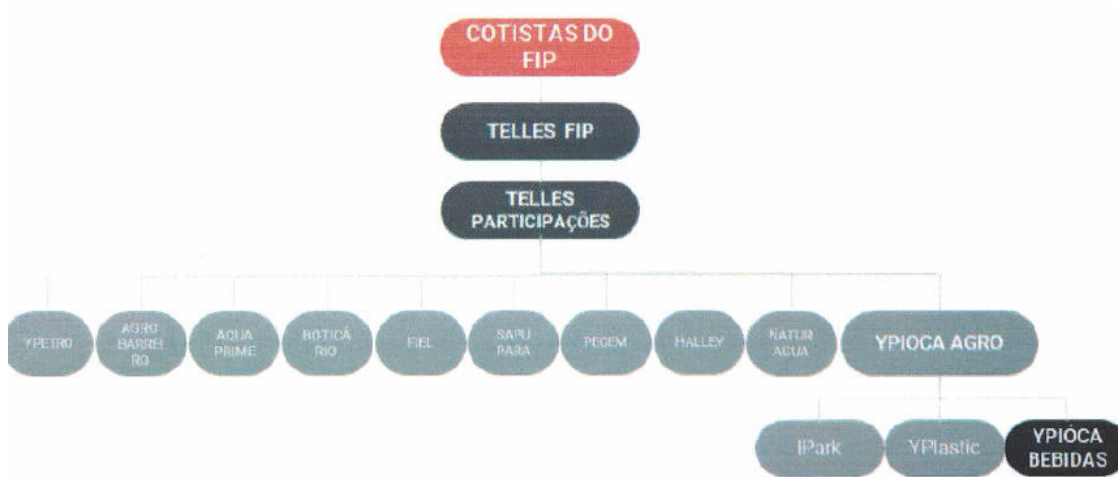 COTISTAS DO
FIP
TELLES FIP
TELLES
PARTICIPAÇÕES
YPETRO
AGRO
BARREI
RO
AQUA
PRIME
BOTICÁ
RIO
FIEL
SAPU
PARA
PECEM
HALLEY
NATUR
AGUA
YPIOCA AGRO
IPark
YPlastic
YPIÓCA
BEBIDAS